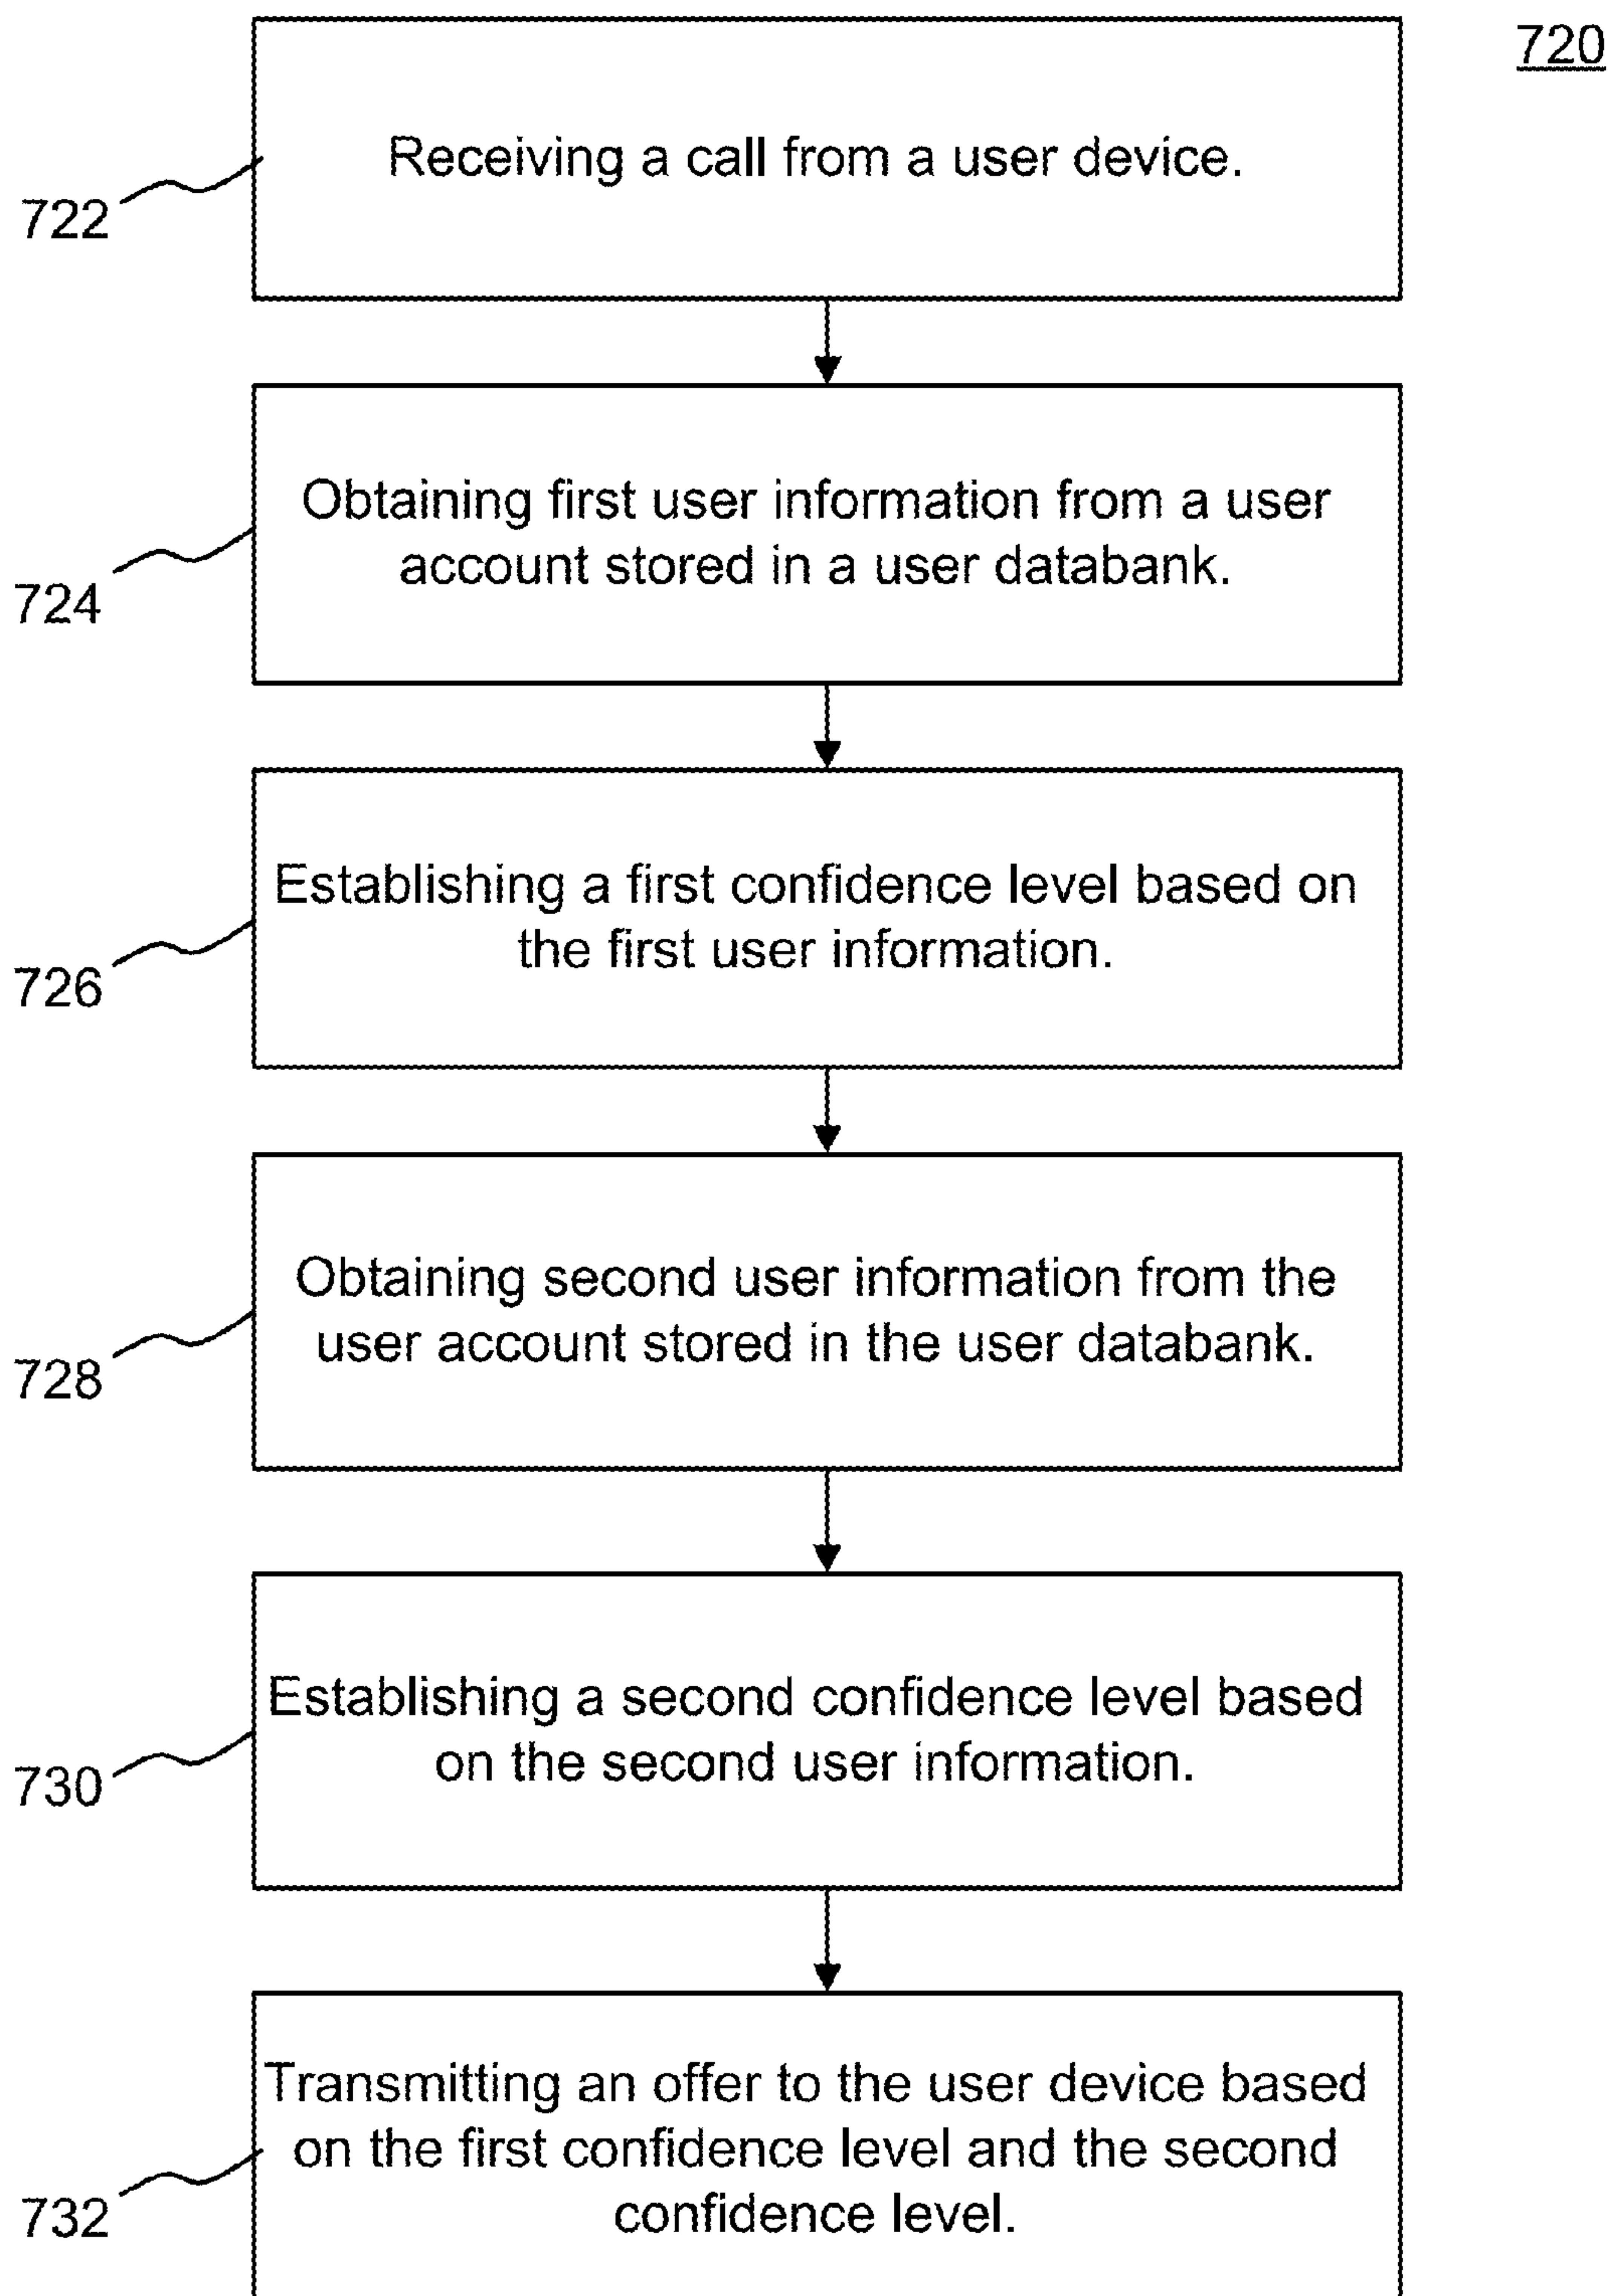 720
Receiving a call from a user device.
722
Obtaining first user information from a user
account stored in a user databank.
724
Establishing a first confidence level based on
the first user information.
726
Obtaining second user information from the
user account stored in the user databank.
728
Establishing a second confidence level based
on the second user information.
730
Transmitting an offer to the user device based
on the first confidence level and the second
confidence level.
732